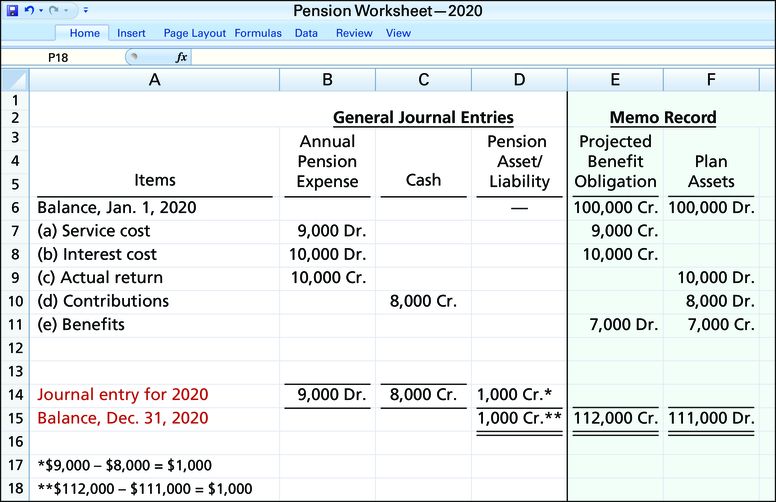 Pension Worksheet—2020
Home Insert Page Layout Formulas Data Review View
P18 fx
A B C D E F
1
2 General Journal Entries Memo Record
3 Annual Pension Projected
4 Pension Asset/ Benefit Plan
5 Items Expense Cash Liability Obligation Assets
6 Balance, Jan. 1, 2020 — 100,000 Cr. 100,000 Dr.
7 (a) Service cost 9,000 Dr. 9,000 Cr.
8 (b) Interest cost 10,000 Dr. 10,000 Cr.
9 (c) Actual return 10,000 Cr. 10,000 Dr.
10 (d) Contributions 8,000 Cr. 8,000 Dr.
11 (e) Benefits 7,000 Dr. 7,000 Cr.
12
13
14 Journal entry for 2020 9,000 Dr. 8,000 Cr. 1,000 Cr.*
15 Balance, Dec. 31, 2020 1,000 Cr.** 112,000 Cr. 111,000 Dr.
16
17 *$9,000 – $8,000 = $1,000
18 **$112,000 – $111,000 = $1,000